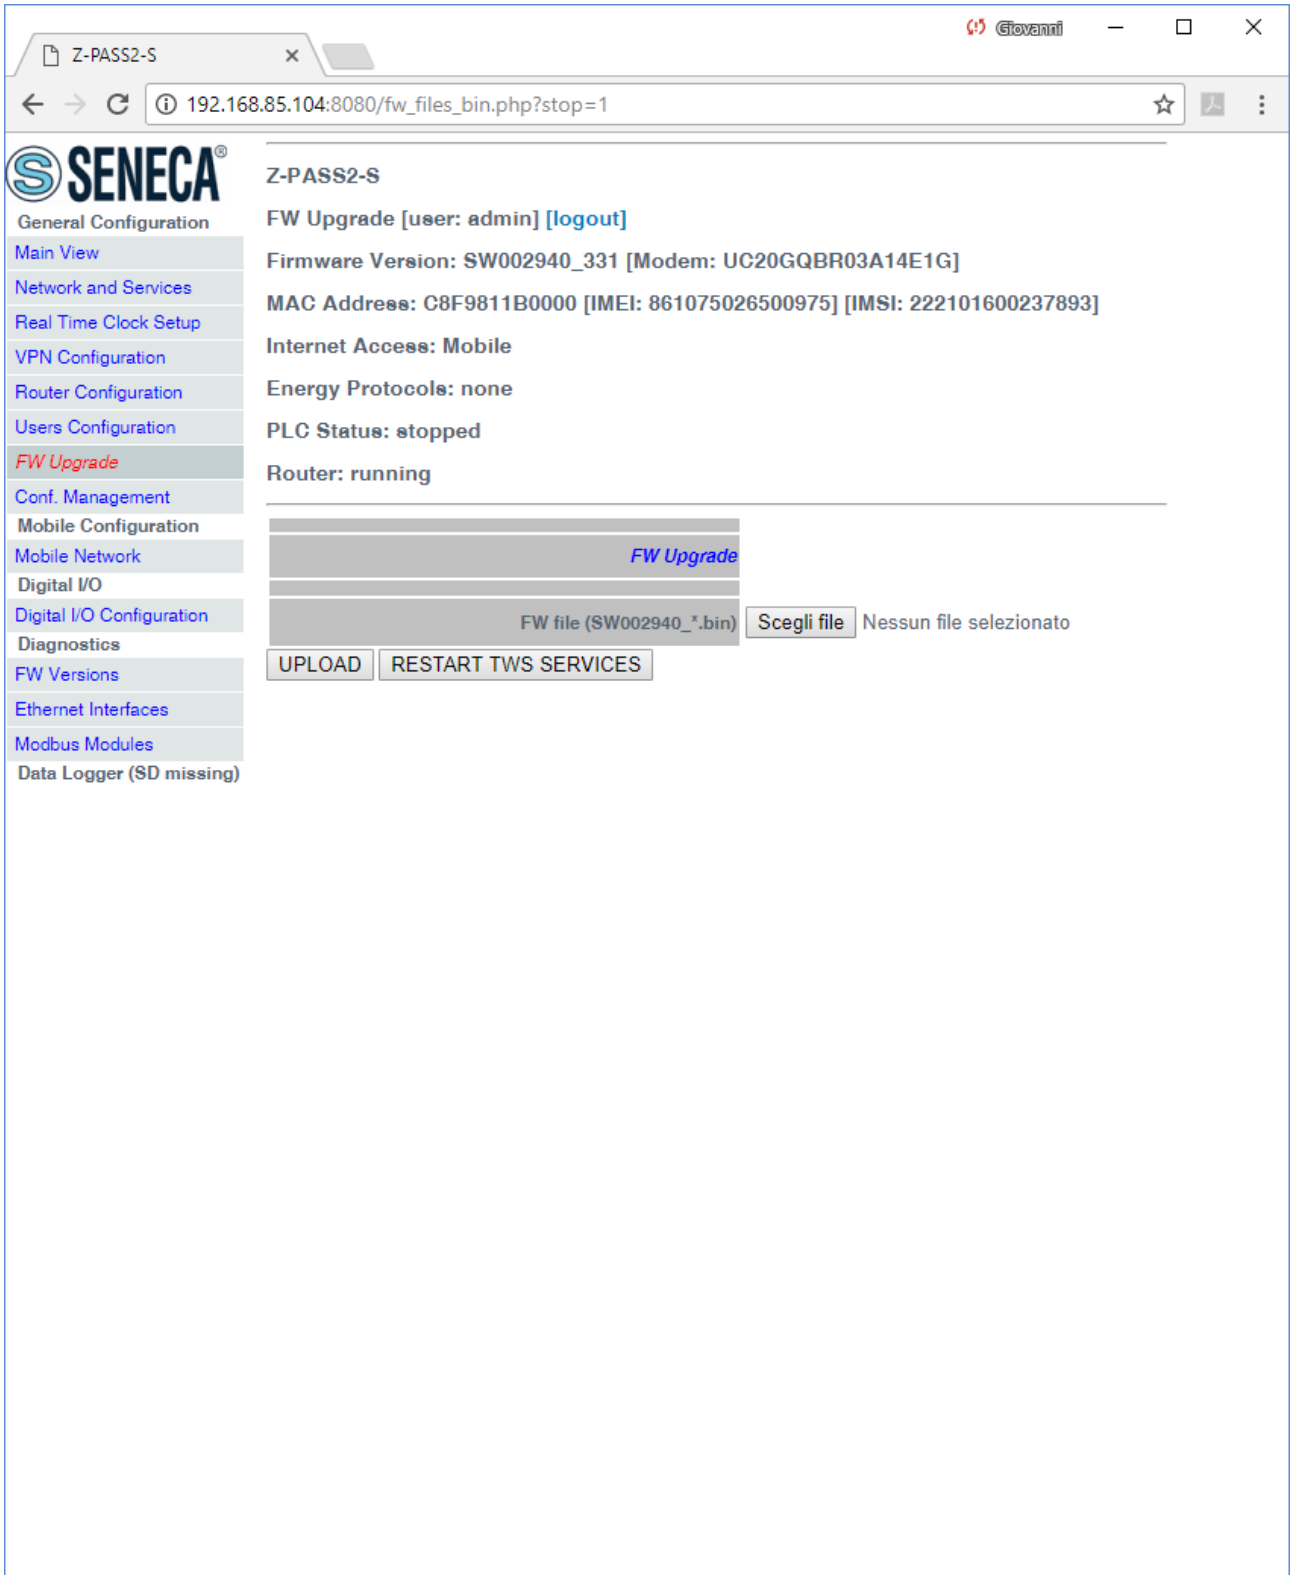 Giovanni
Z-PASS2-S
192.168.85.104:8080/fw_files_bin.php?stop=1
SENECA®
General Configuration
Main View
Network and Services
Real Time Clock Setup
VPN Configuration
Router Configuration
Users Configuration
FW Upgrade
Conf. Management
Mobile Configuration
Mobile Network
Digital I/O
Digital I/O Configuration
Diagnostics
FW Versions
Ethernet Interfaces
Modbus Modules
Data Logger (SD missing)
Z-PASS2-S
FW Upgrade [user: admin] [logout]
Firmware Version: SW002940_331 [Modem: UC20GQBR03A14E1G]
MAC Address: C8F9811B0000 [IMEI: 861075026500975] [IMSI: 222101600237893]
Internet Access: Mobile
Energy Protocols: none
PLC Status: stopped
Router: running
FW Upgrade
FW file (SW002940_*.bin) Scegli file Nessun file selezionato
UPLOAD RESTART TWS SERVICES